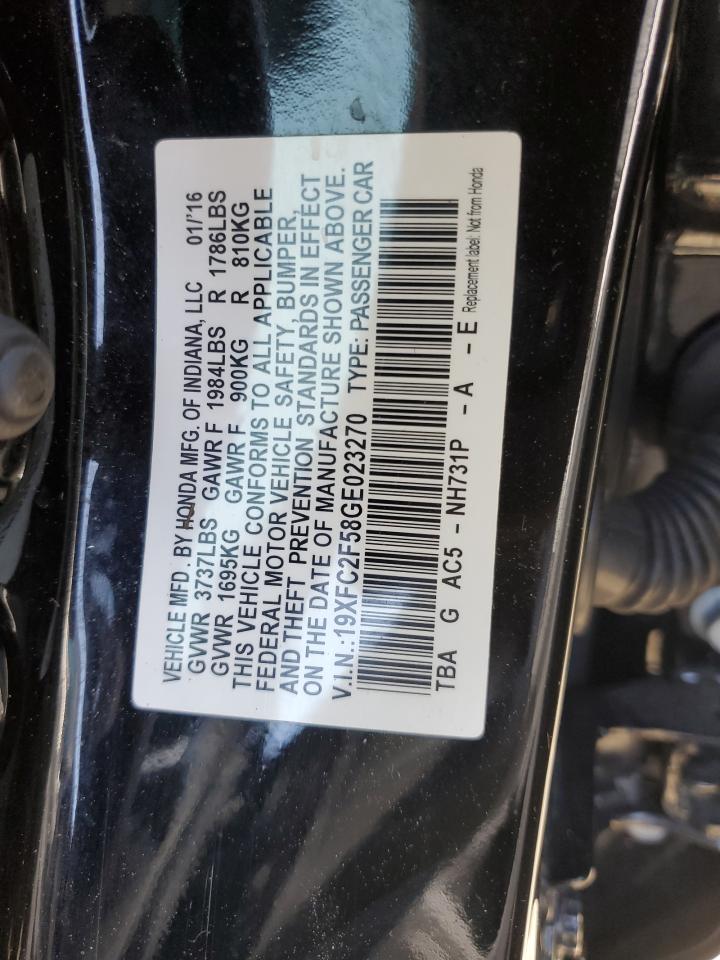 VEHICLE MFD. BY HONDA MFG. OF INDIANA, LLC 01/'16
GVWR 3737LBS GAWR F 1984LBS R 1786LBS
GVWR 1695KG GAWR F 900KG R 810KG
THIS VEHICLE CONFORMS TO ALL APPLICABLE
FEDERAL MOTOR VEHICLE SAFETY, BUMPER,
AND THEFT PREVENTION STANDARDS IN EFFECT
ON THE DATE OF MANUFACTURE SHOWN ABOVE.
V.I.N.:19XFC2F58GE023270 TYPE: PASSENGER CAR
TBA G AC5 - NH731P - A - E Replacement label: Not from Honda